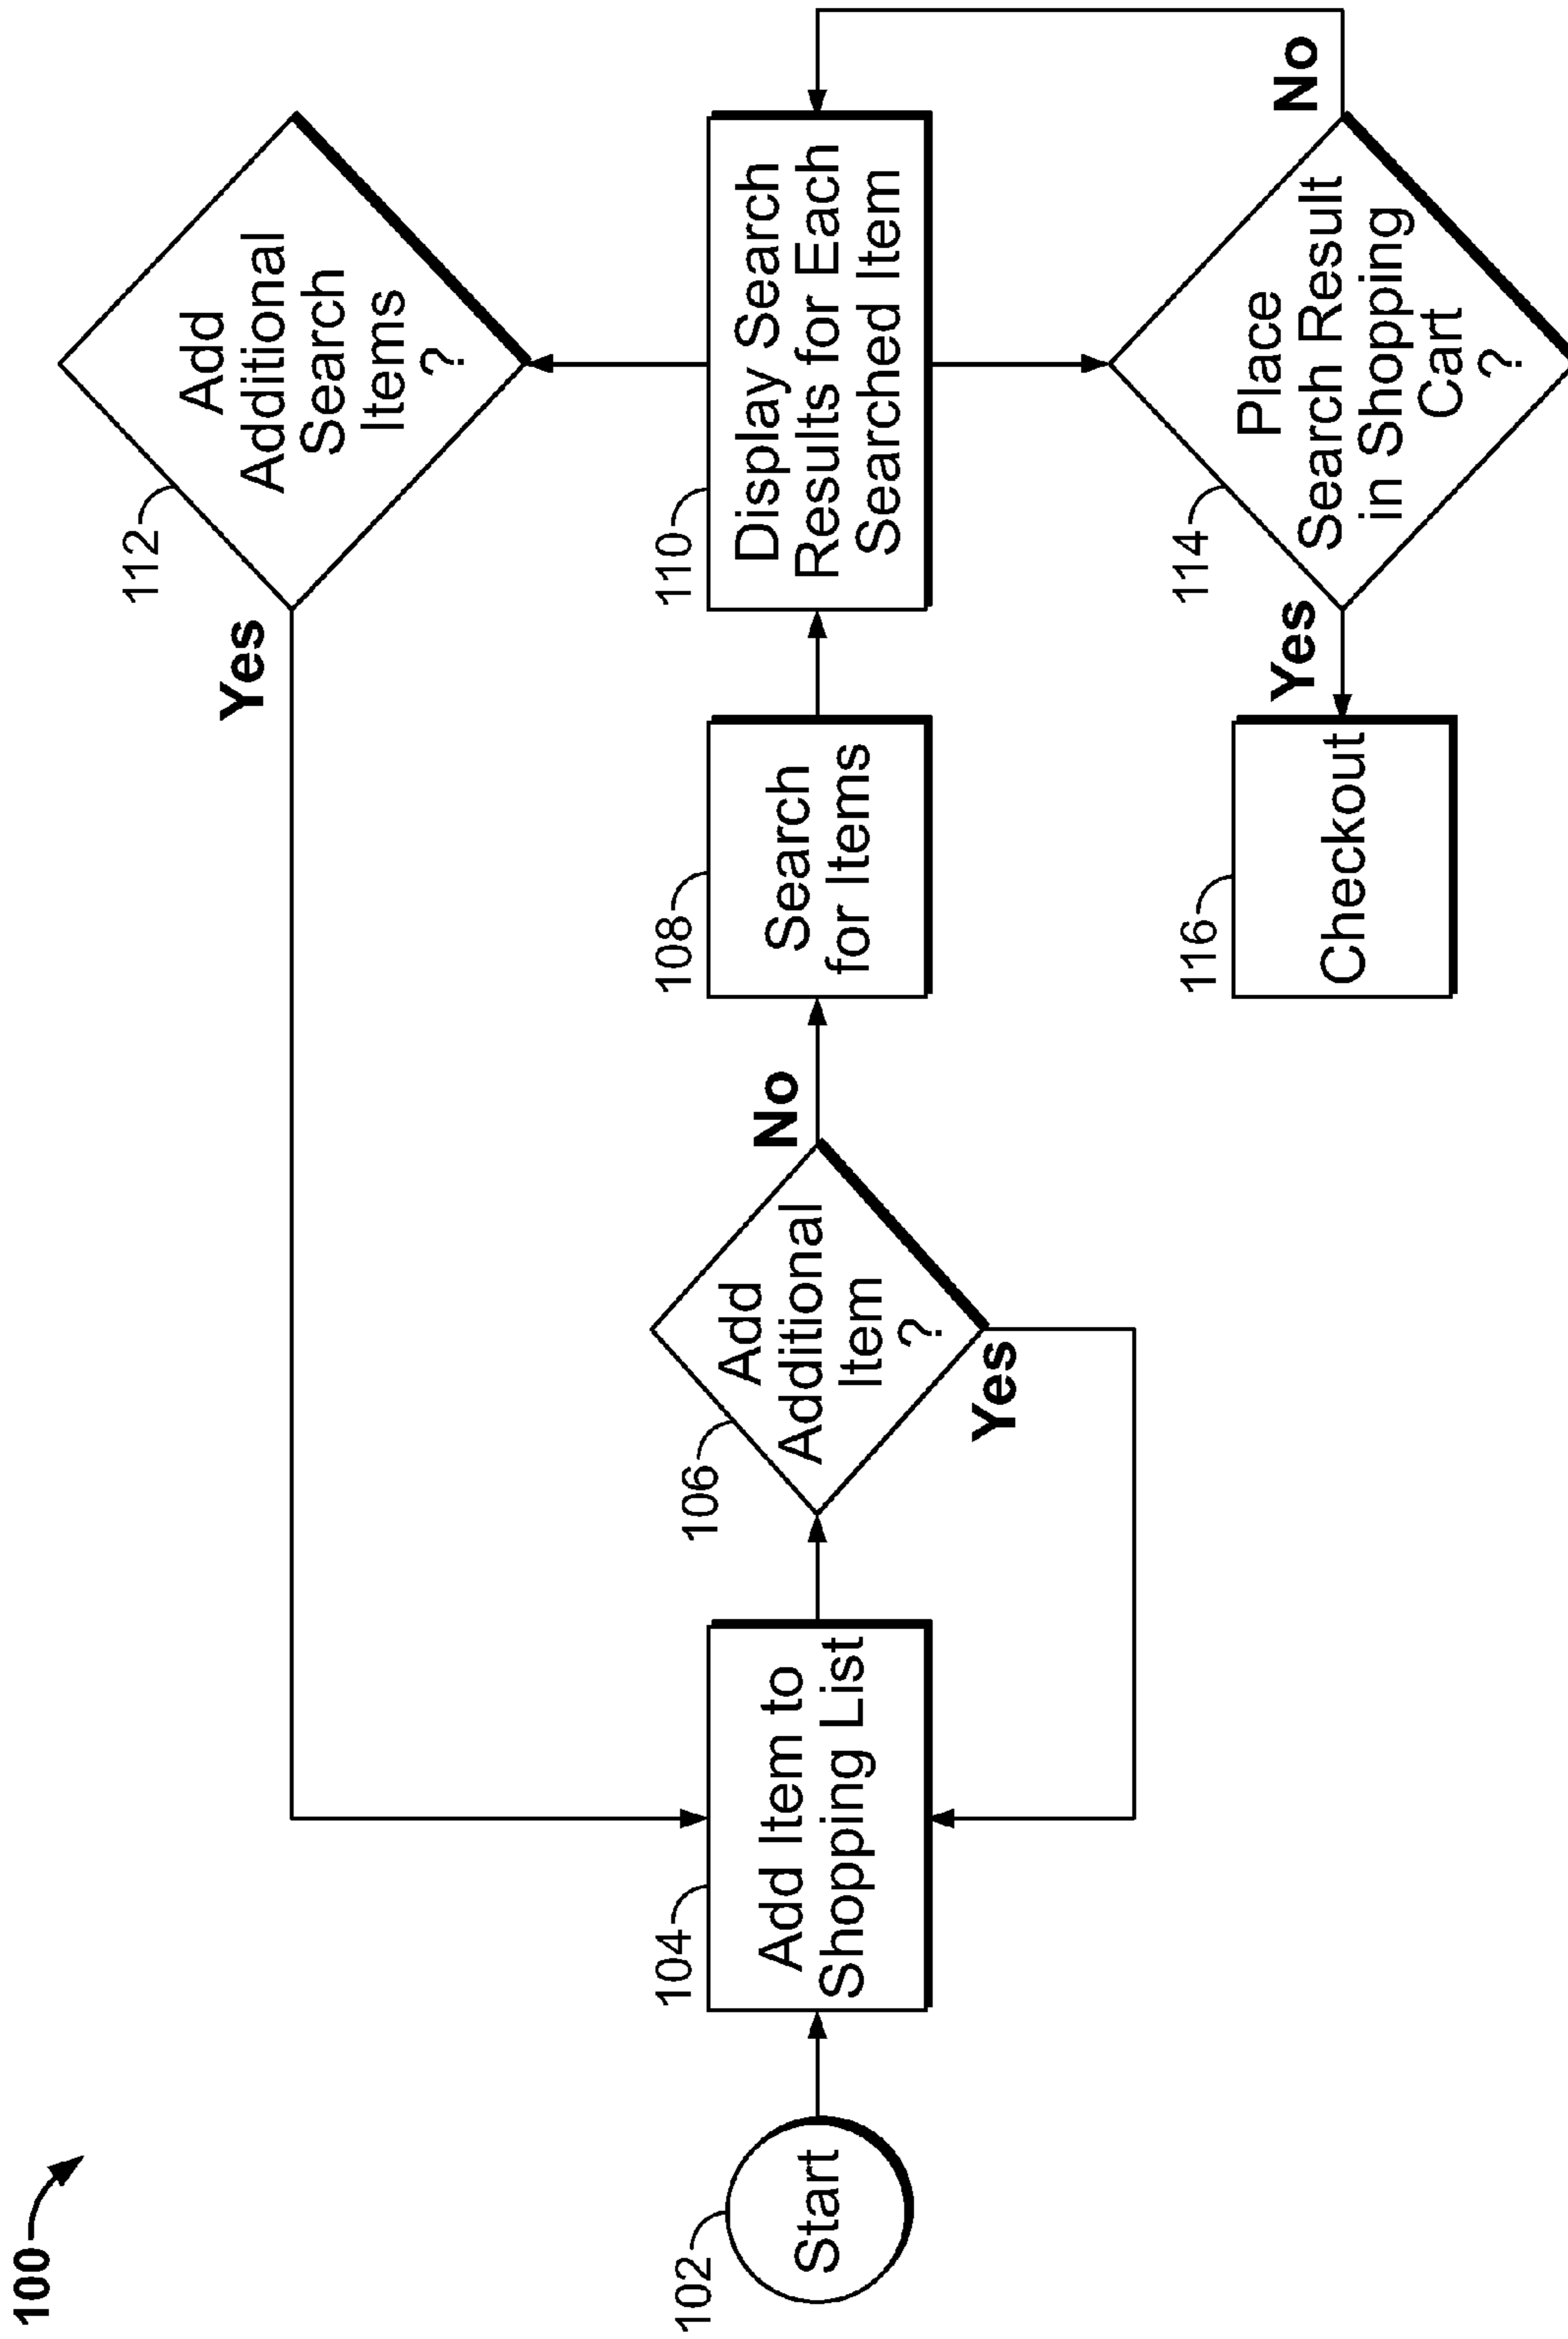 100
102
Start
104
Add Item to
Shopping List
106
Add
Additional
Item
?
Yes
No
108
Search
for Items
110
Display Search
Results for Each
Searched Item
112
Add
Additional
Search
Items
?
Yes
114
Place
Search Result
in Shopping
Cart
?
Yes
No
116
Checkout